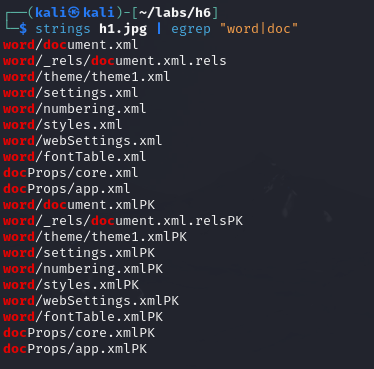 ┌──(kali㉿kali)-[~/labs/h6]
└─$ strings h1.jpg | egrep "word|doc"
word/document.xml
word/_rels/document.xml.rels
word/theme/theme1.xml
word/settings.xml
word/numbering.xml
word/styles.xml
word/webSettings.xml
word/fontTable.xml
docProps/core.xml
docProps/app.xml
word/document.xmlPK
word/_rels/document.xml.relsPK
word/theme/theme1.xmlPK
word/settings.xmlPK
word/numbering.xmlPK
word/styles.xmlPK
word/webSettings.xmlPK
word/fontTable.xmlPK
docProps/core.xmlPK
docProps/app.xmlPK